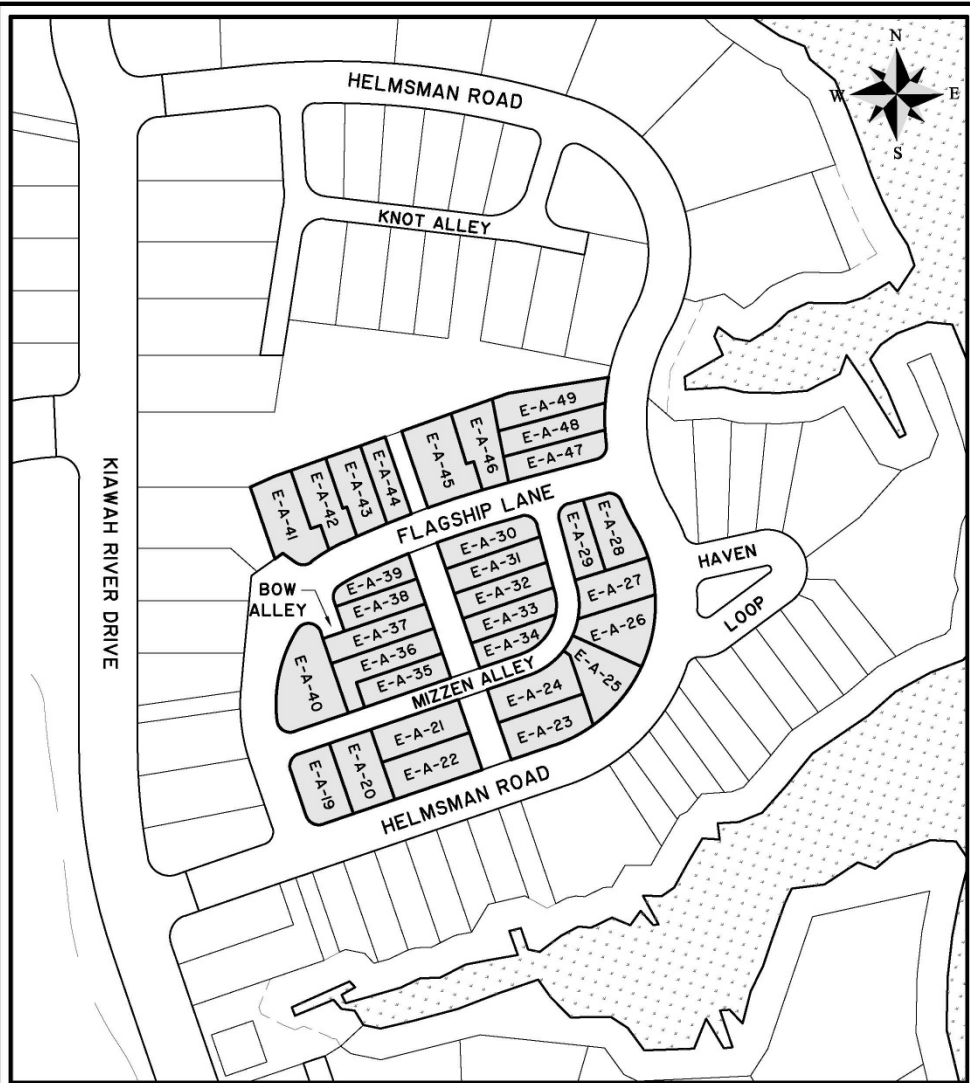 N
W
E
S
HELMSMAN ROAD
KNOT ALLEY
E-A-49
E-A-48
E-A-47
E-A-46
E-A-45
E-A-44
E-A-43
E-A-42
E-A-41
FLAGSHIP LANE
KIAWAH RIVER DRIVE
BOW
ALLEY
E-A-39
E-A-38
E-A-37
E-A-36
E-A-35
E-A-40
E-A-30
E-A-31
E-A-32
E-A-33
E-A-34
E-A-29
E-A-28
E-A-27
E-A-26
E-A-25
HAVEN
LOOP
MIZZEN ALLEY
E-A-24
E-A-23
E-A-21
E-A-22
E-A-20
E-A-19
HELMSMAN ROAD